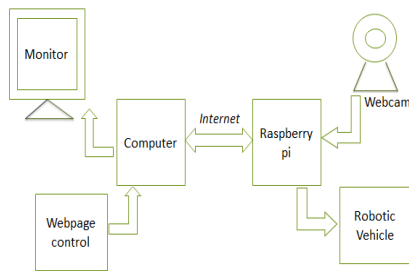 Monitor
Webcam
Internet
Computer
Raspberry
pi
Webpage
control
Robotic
Vehicle